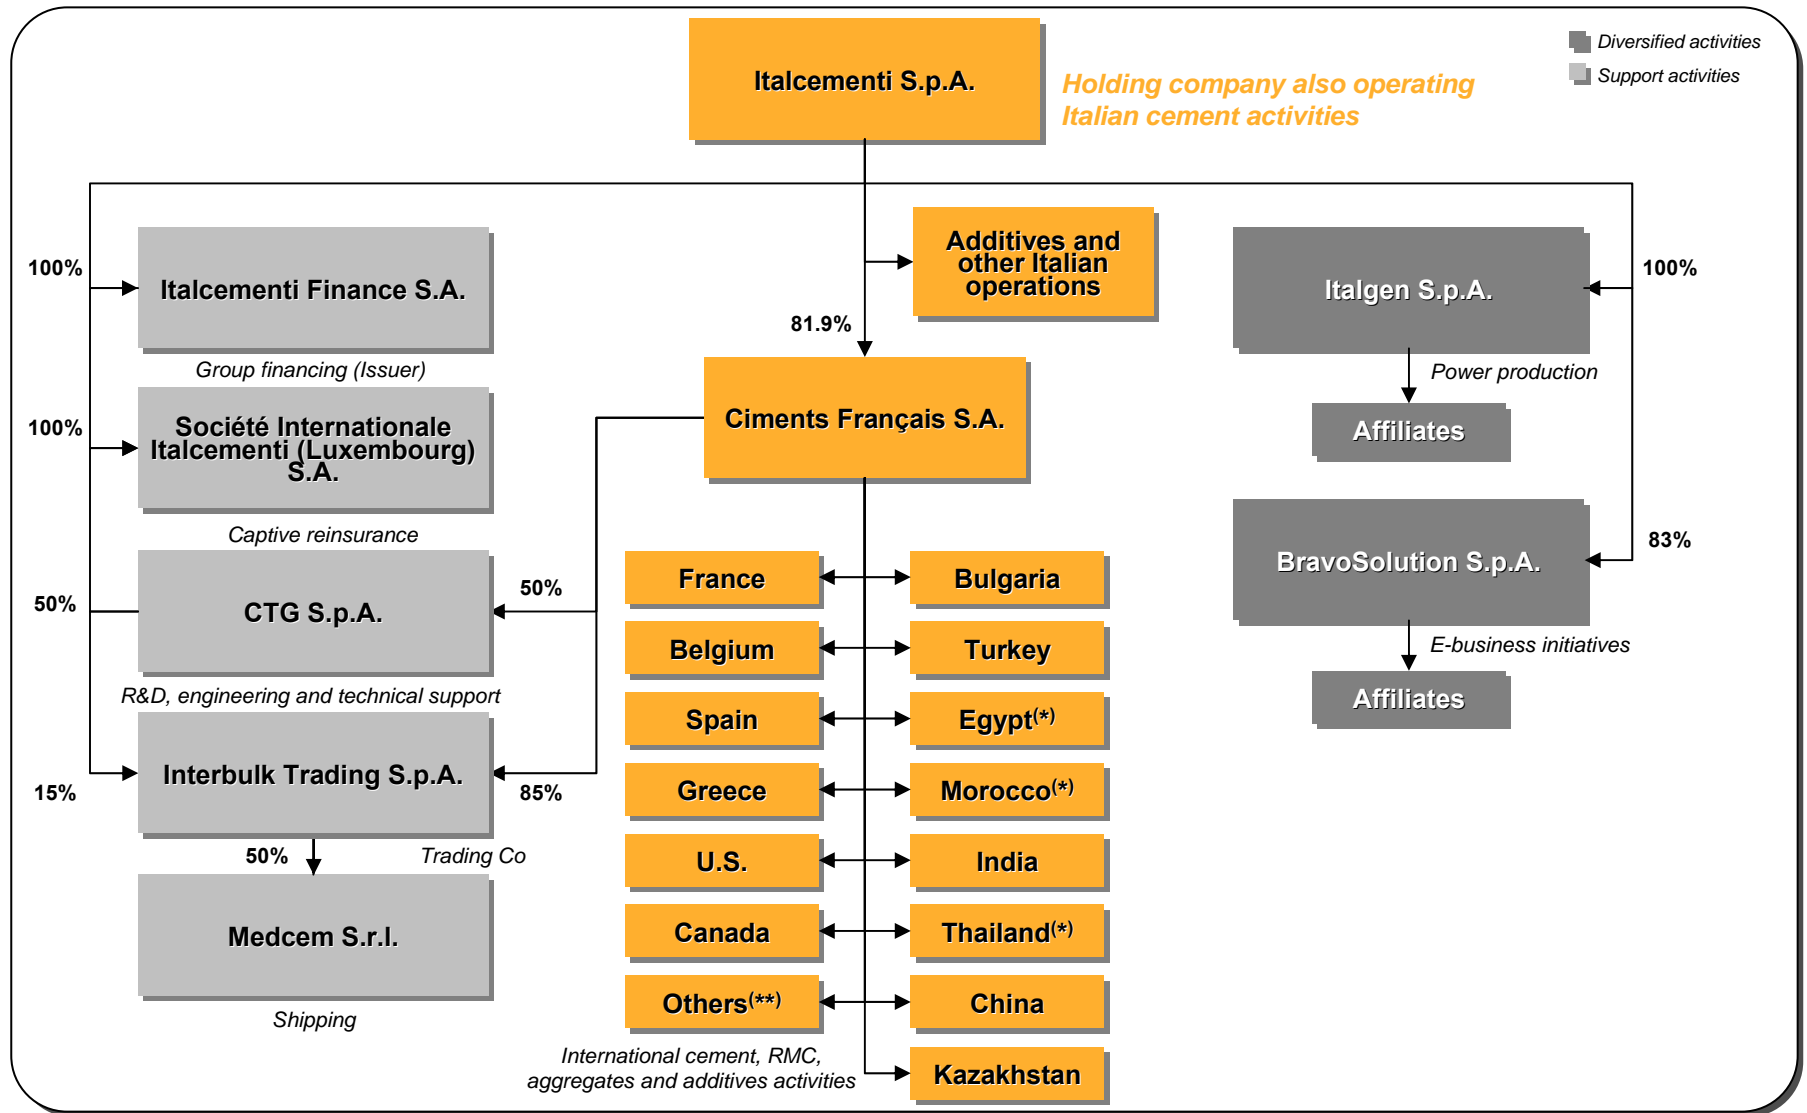 Italcementi S.p.A.
Holding company also operating
Italian cement activities
Diversified activities
Support activities
100%
Italcementi Finance S.A.
Group financing (Issuer)
100%
Société Internationale
Italcementi (Luxembourg)
S.A.
Captive reinsurance
50%
CTG S.p.A.
50%
R&D, engineering and technical support
15%
Interbulk Trading S.p.A.
85%
50%
Trading Co
Medcem S.r.l.
Shipping
Additives and
other Italian
operations
81.9%
Ciments Français S.A.
France
Bulgaria
Belgium
Turkey
Spain
Egypt(*)
Greece
Morocco(*)
U.S.
India
Canada
Thailand(*)
Others(**)
China
Kazakhstan
International cement, RMC,
aggregates and additives activities
Italgen S.p.A.
100%
Power production
Affiliates
BravoSolution S.p.A.
83%
E-business initiatives
Affiliates